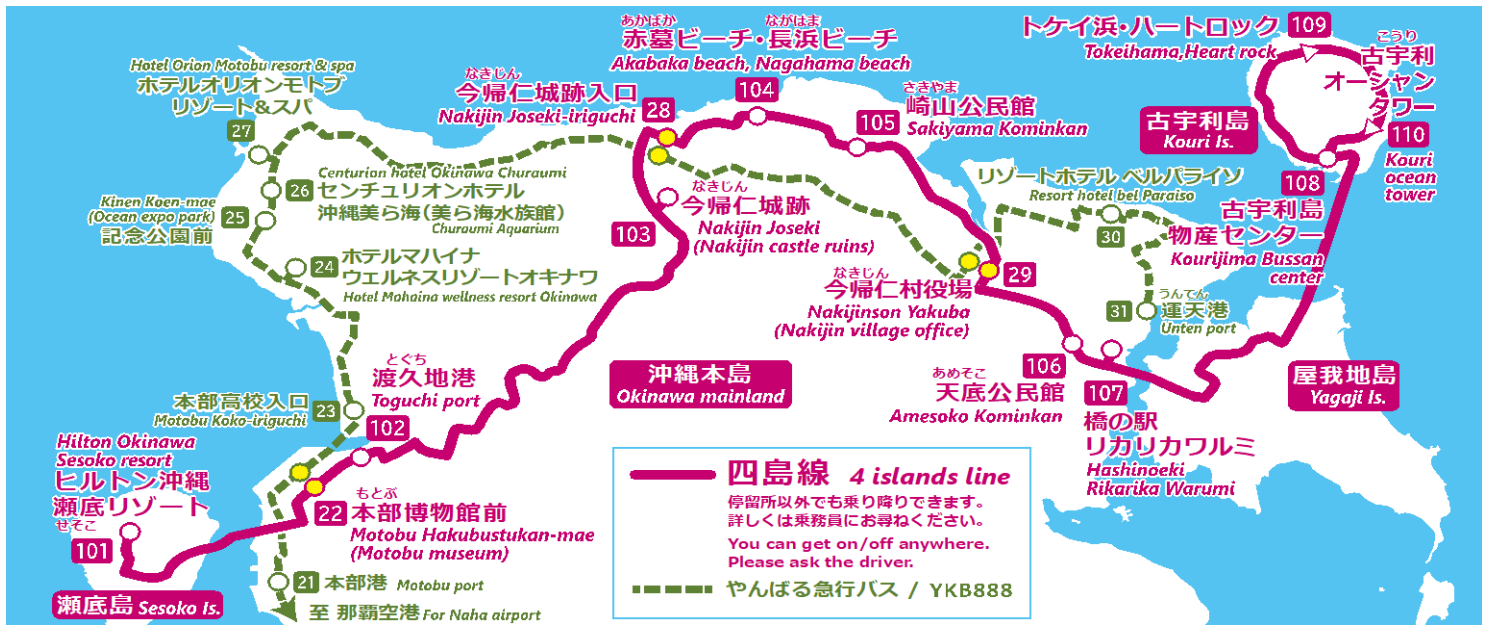 Hotel Orion Motobu resort & spa
ホテルオリオンモトブ
リゾート&スパ
27
Centurion hotel Okinawa Churaumi
26 センチュリオンホテル
沖縄美ら海(美ら海水族館)
Churaumi Aquarium
Kinen Koen-mae
(Ocean expo park)
25
記念公園前
24 ホテルマハイナ
ウェルネスリゾートオキナワ
Hotel Mahaina wellness resort Okinawa
本部高校入口 23
Motobu Koko-iriguchi
Hilton Okinawa
Sesoko resort
ヒルトン沖縄
瀬底リゾート
せそこ
101
瀬底島 Sesoko Is.
とぐち
渡久地港
Toguchi port
102
もとぶ
22 本部博物館前
Motobu Hakubustukan-mae
(Motobu museum)
21 本部港 Motobu port
至 那覇空港 For Naha airport
なきじん
今帰仁城跡入口 28
Nakijin Joseki-iriguchi
あかばか ながはま
赤墓ビーチ・長浜ビーチ
Akabaka beach, Nagahama beach
104
ささやま
105 崎山公民館
Sakiyama Kominkan
なきじん
今帰仁城跡
103
Nakijin Joseki
(Nakijin castle ruins)
沖縄本島
Okinawa mainland
なきじん
今帰仁村役場
29
Nakijinson Yakuba
(Nakijin village office)
リゾートホテル ベルパライソ
Resort hotel bel Paraiso
30
うんてん
31 運天港
Unten port
106
あめそこ
天底公民館
Amesoko Kominkan
107
橋の駅
リカリカワルミ
Hashinoeki
Rikarika Warumi
屋我地島
Yagaji Is.
トケイ浜・ハートロック 109
Tokeihama,Heart rock
こうり
古宇利
オーシャン
タワー
110
Kouri
ocean
tower
古宇利島
Kouri Is.
108
古宇利島
物産センター
Kourijima Bussan
center
四島線 4 islands line
停留所以外でも乗り降りできます。
詳しくは乗務員にお尋ねください。
You can get on/off anywhere.
Please ask the driver.
やんばる急行バス / YKB888